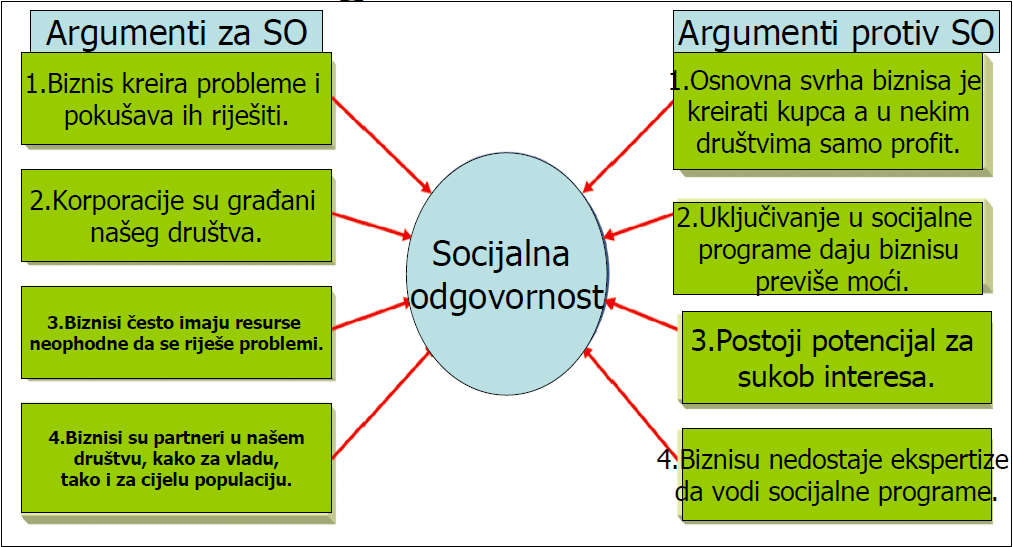 Argumenti za SO
1.Biznis kreira probleme i
pokušava ih riješiti.
2.Korporacije su građani
našeg društva.
3.Biznisi često imaju resurse
neophodne da se riješe problemi.
4.Biznisi su partneri u našem
društvu, kako za vladu,
tako i za cijelu populaciju.
Socijalna
odgovornost
Argumenti protiv SO
1.Osnovna svrha biznisa je
kreirati kupca a u nekim
društvima samo profit.
2.Uključivanje u socijalne
programe daju biznisu
previše moći.
3.Postoji potencijal za
sukob interesa.
4.Biznisu nedostaje ekspertize
da vodi socijalne programe.